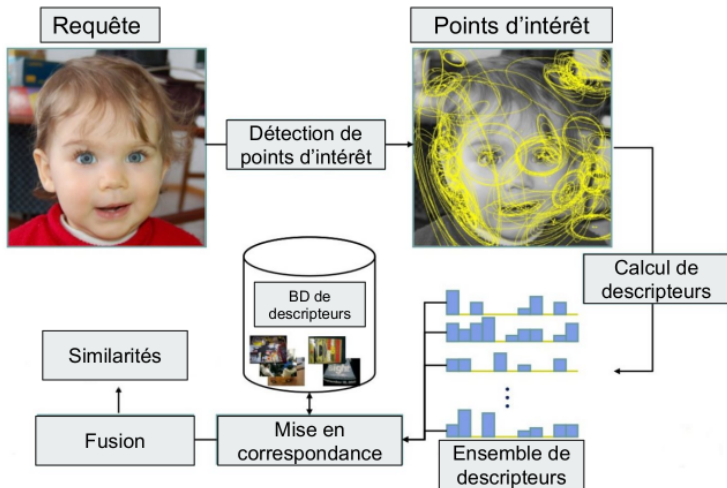 Requête
Points d'intérêt
Détection de
points d'intérêt
Calcul de
descripteurs
BD de
descripteurs
Similarités
Fusion
Mise en
correspondance
Ensemble de
descripteurs